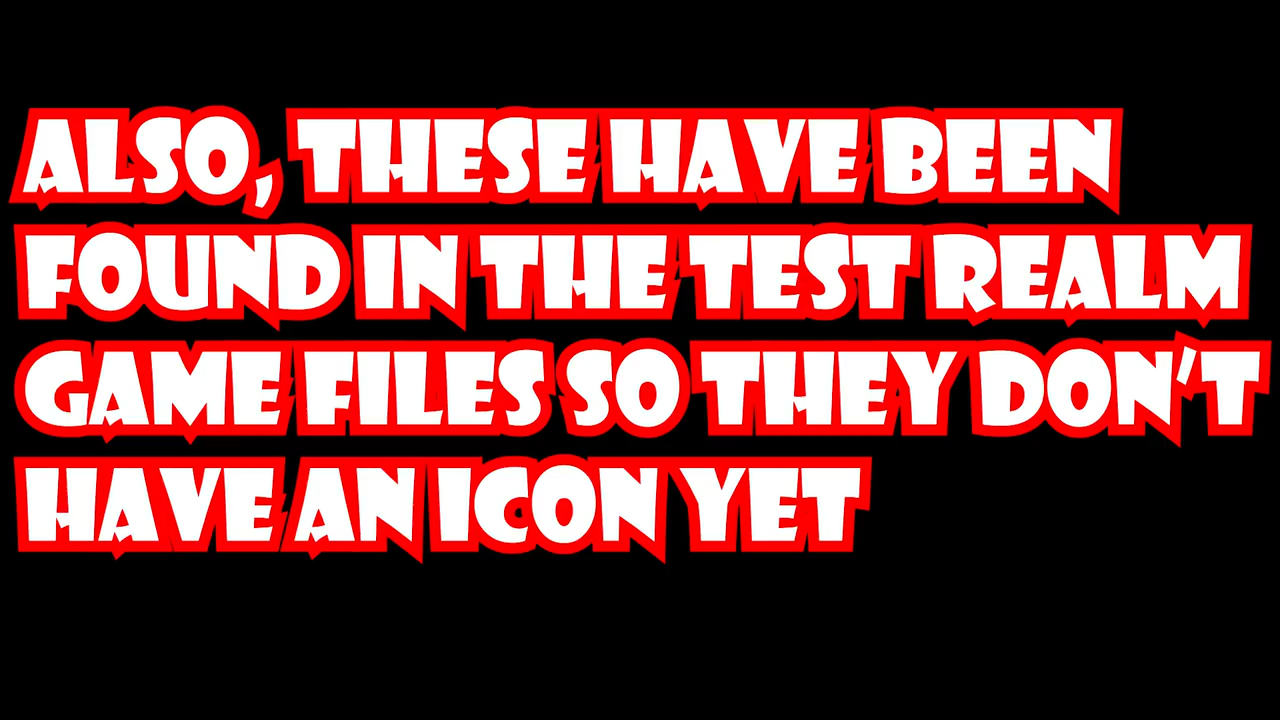 ALSO, THESE HAVE BEEN
FOUND IN THE TEST REALM
GAME FILES SO THEY DON'T
HAVE AN ICON YET